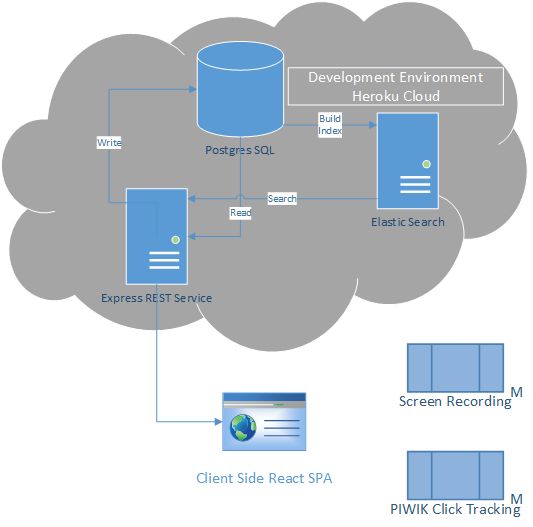 Development Environment
Heroku Cloud
Build
Index
Postgres SQL
Write
Search
Read
Elastic Search
Express REST Service
M
Screen Recording
Client Side React SPA
M
PIWIK Click Tracking